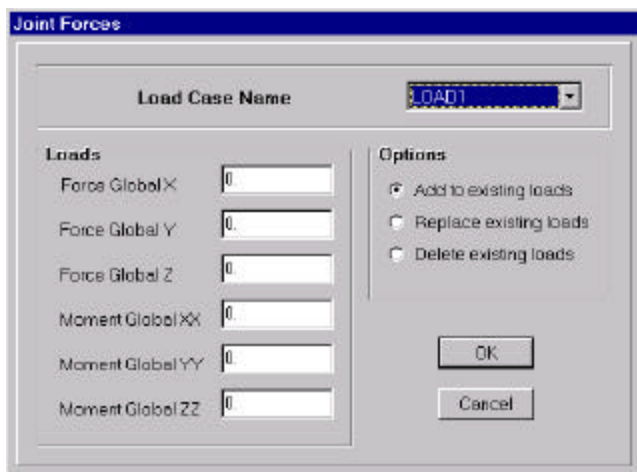 Joint Forces
Load Case Name
LOAD1
Loads
Force Global X
0.
Force Global Y
0.
Force Global Z
0.
Moment Global XX
0.
Moment Global YY
0.
Moment Global ZZ
0.
Options
Add to existing loads
Replace existing loads
Delete existing loads
OK
Cancel